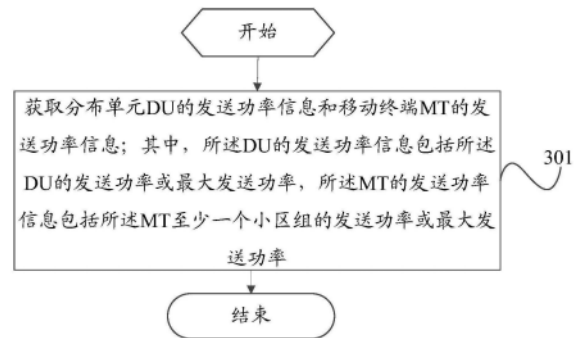 开始
获取分布单元DU的发送功率信息和移动终端MT的发
送功率信息；其中，所述DU的发送功率信息包括所述
DU的发送功率或最大发送功率，所述MT的发送功率
信息包括所述MT至少一个小区组的发送功率或最大发
送功率
301
结束